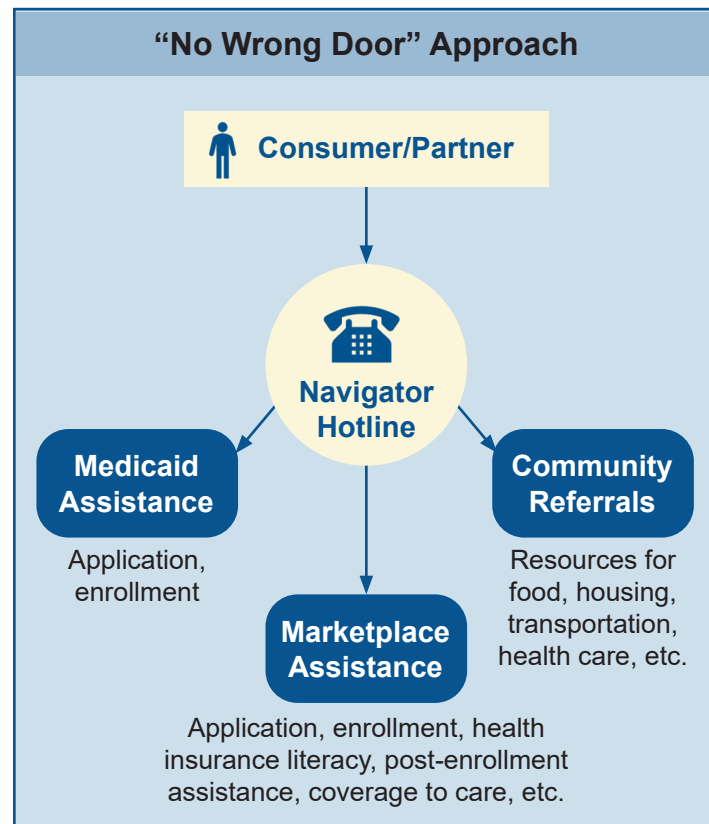 “No Wrong Door” Approach
Consumer/Partner
Navigator
Hotline
Medicaid
Assistance
Application,
enrollment
Marketplace
Assistance
Application, enrollment, health
insurance literacy, post-enrollment
assistance, coverage to care, etc.
Community
Referrals
Resources for
food, housing,
transportation,
health care, etc.